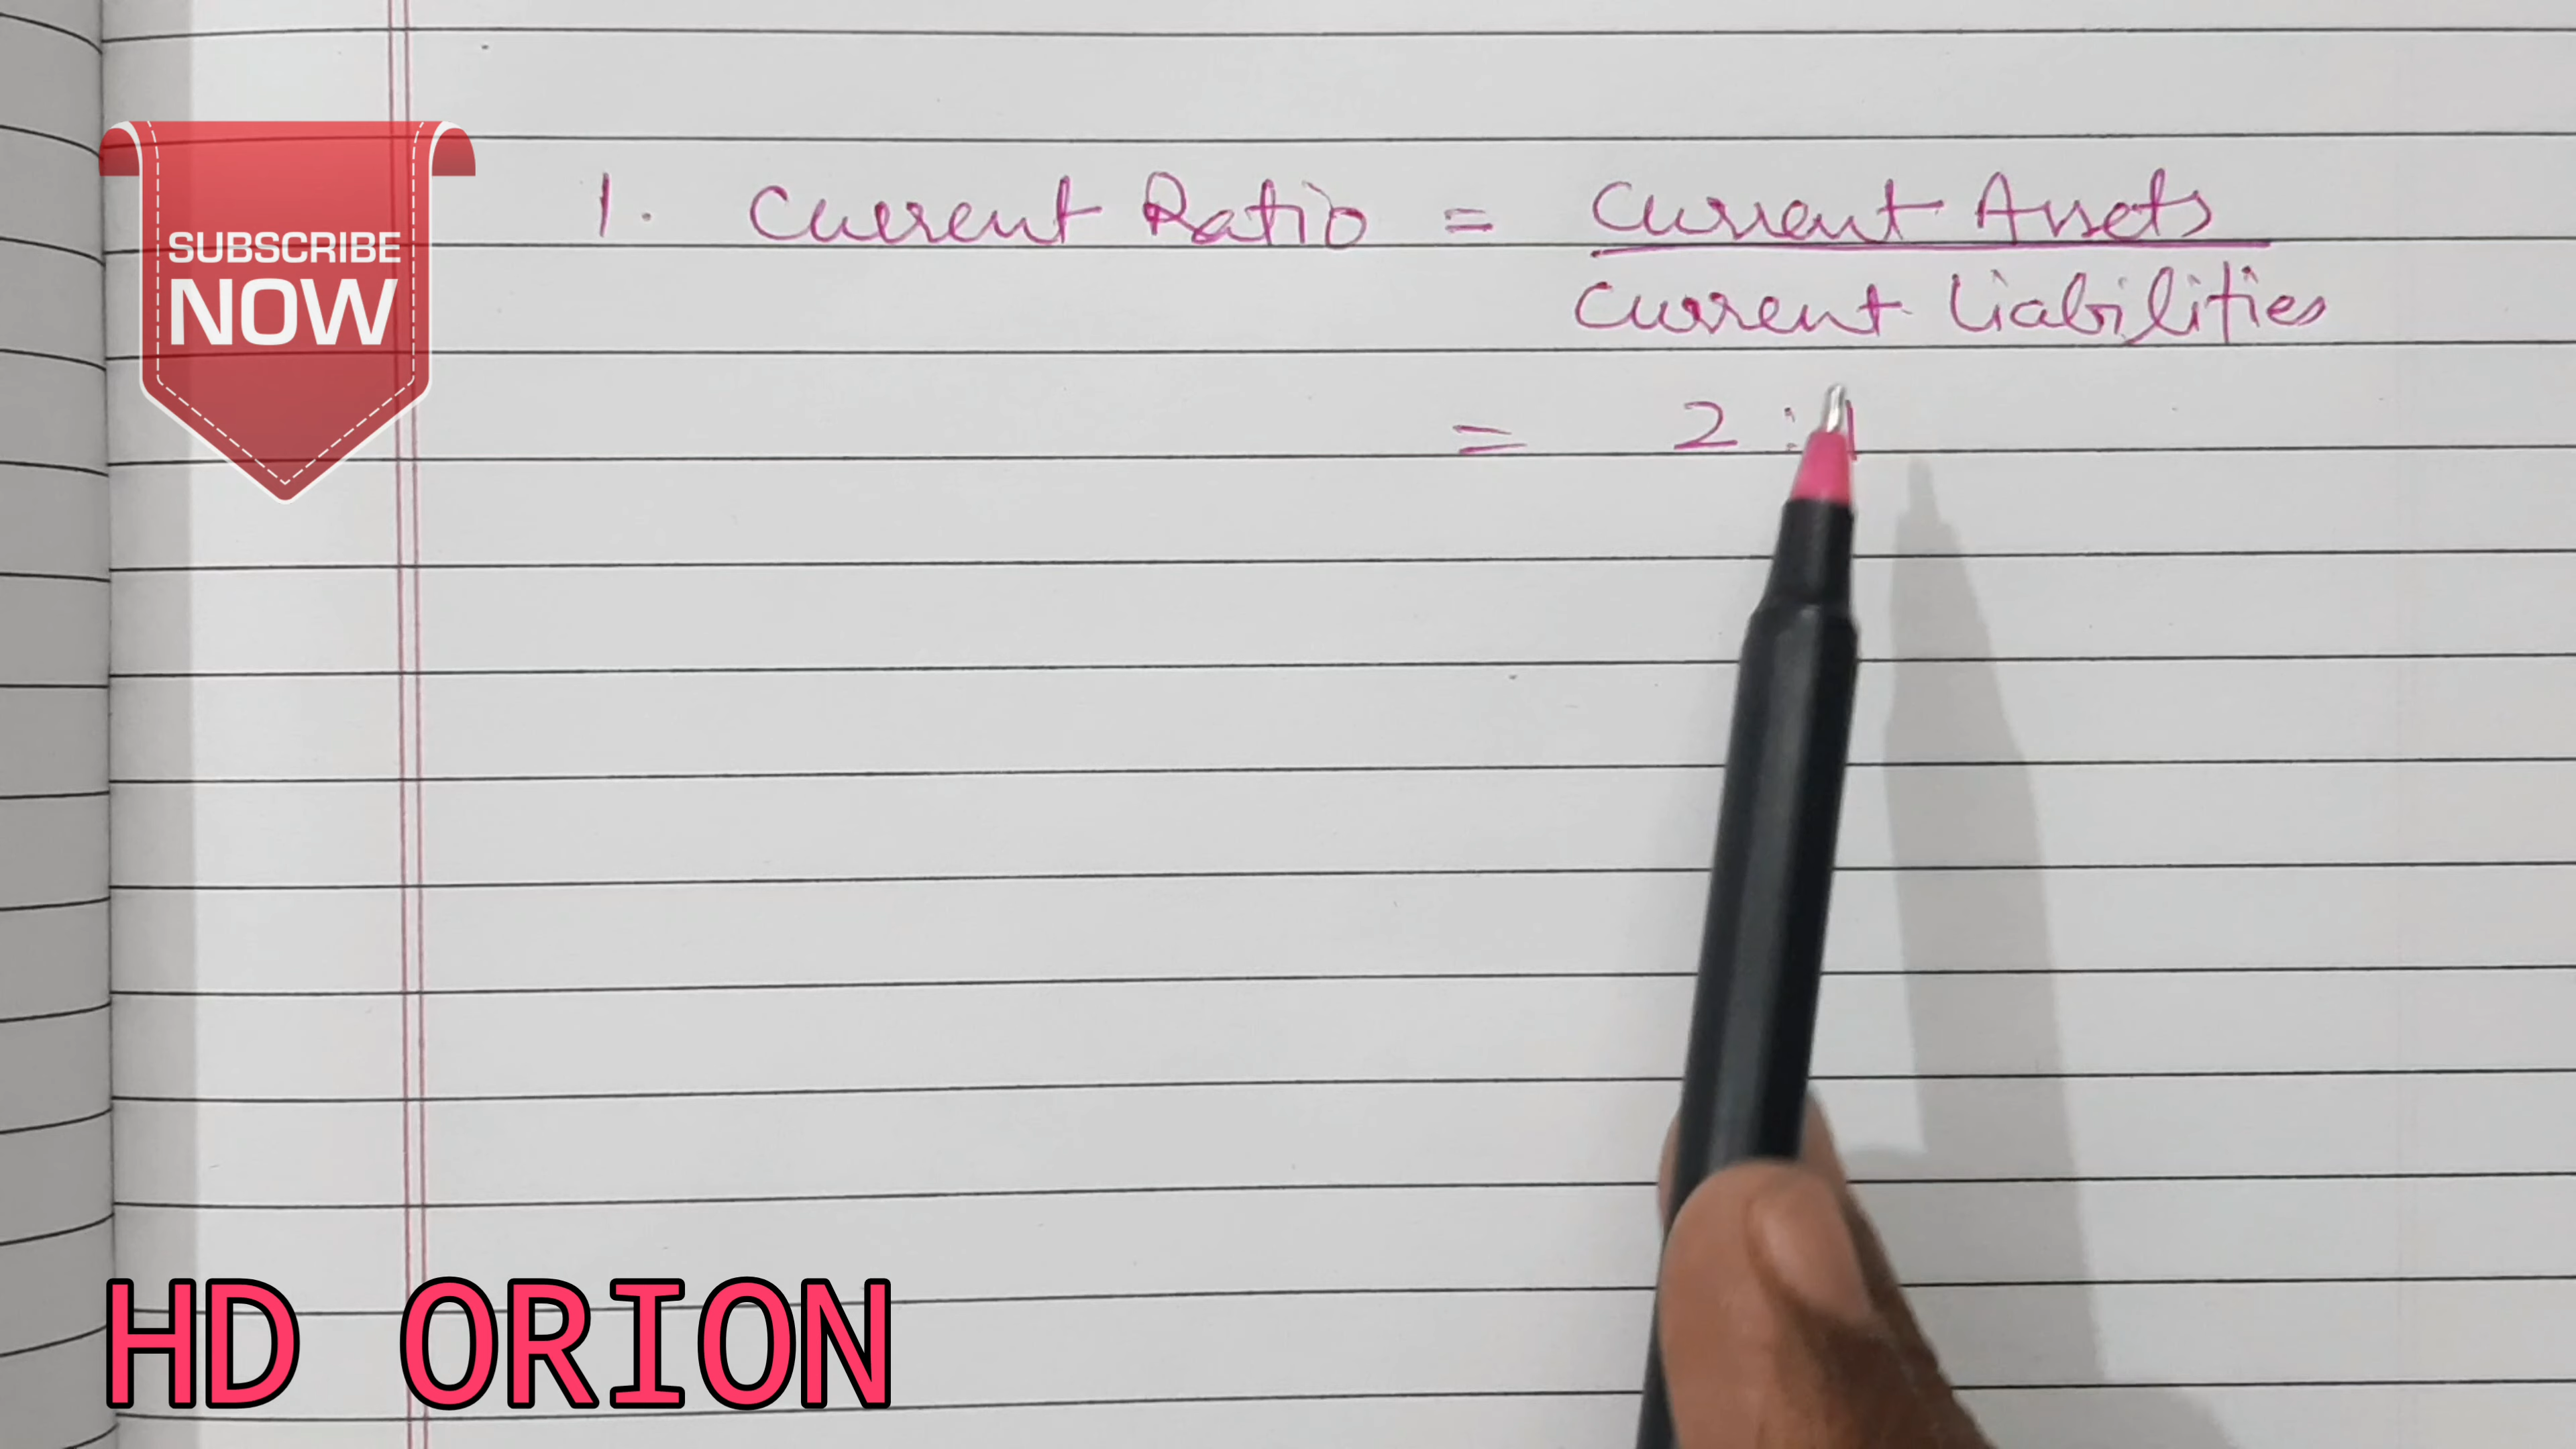 SUBSCRIBE
NOW
1. Current Ratio = Current Assets
Current Liabilities
= 2 : 1
HD ORION